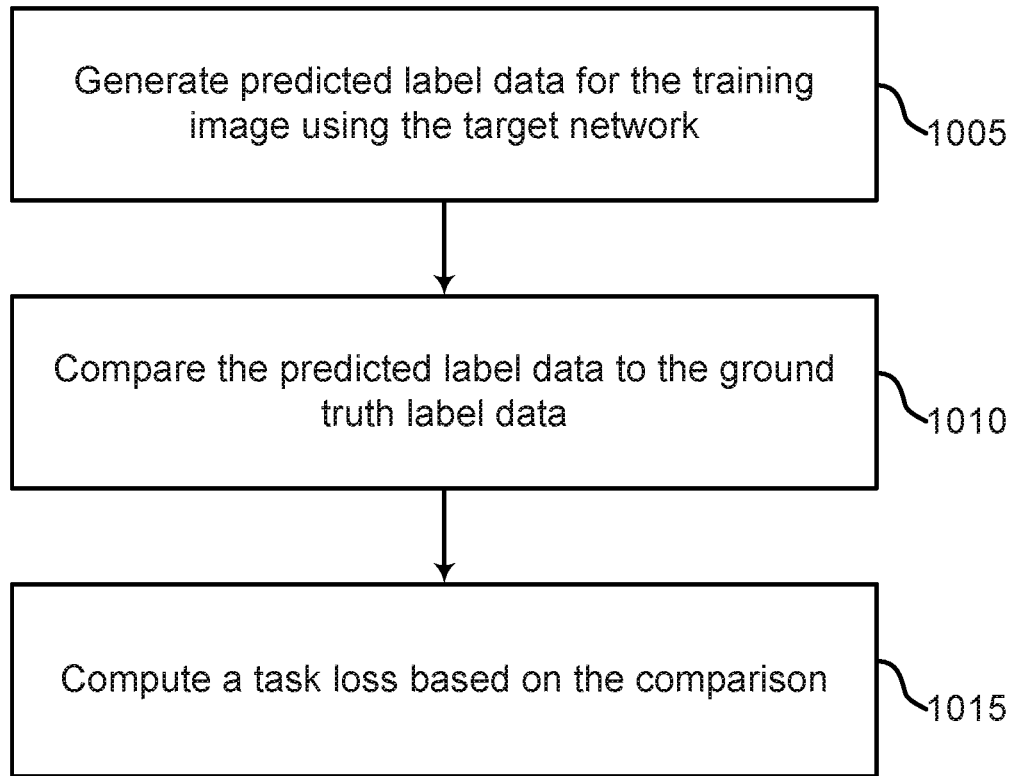 Generate predicted label data for the training
image using the target network
1005
Compare the predicted label data to the ground
truth label data
1010
Compute a task loss based on the comparison
1015